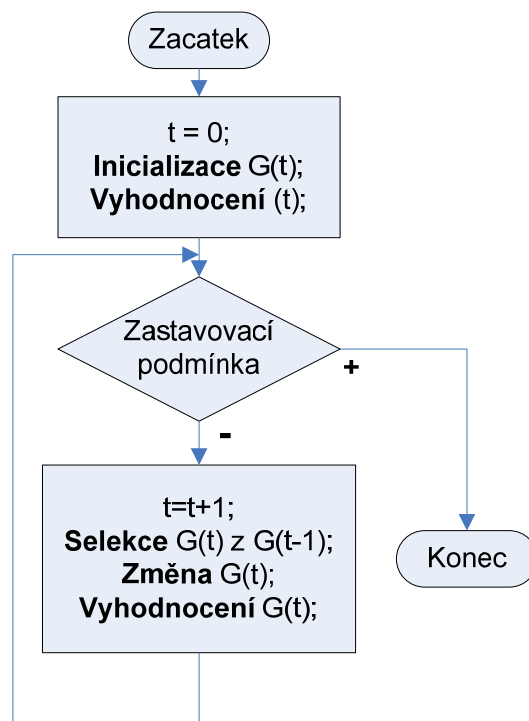 Zacatek
t = 0;
Inicializace G(t);
Vyhodnocení (t);
Zastavovací
podmínka
+
-
t=t+1;
Selekce G(t) z G(t-1);
Změna G(t);
Vyhodnocení G(t);
Konec